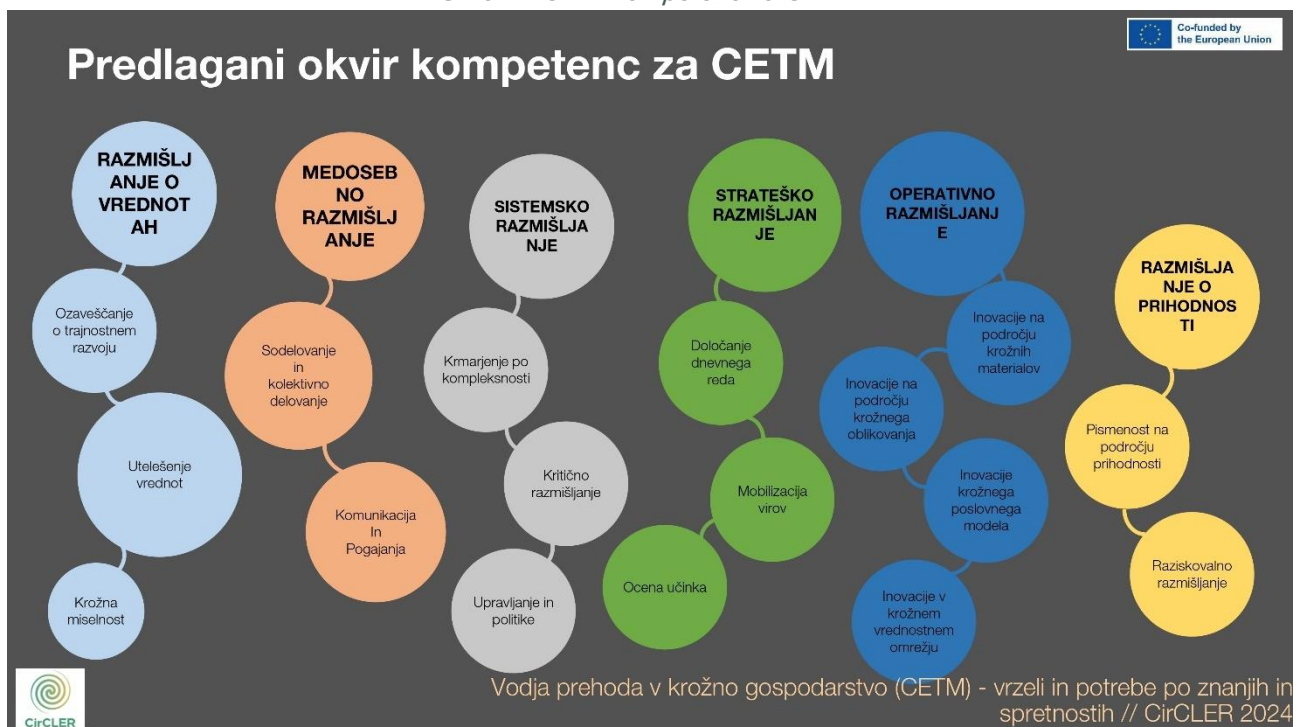 Co-funded by
the European Union
Predlagani okvir kompetenc za CETM
RAZMIŠLJ
ANJE O
VREDNOT
AH
Ozaveščanje
o trajnostnem
razvoju
Utelešenje
vrednot
Krožna
miselnost
MEDOSEB
NO
RAZMIŠLJ
ANJE
Sodelovanje
in
kolektivno
delovanje
Komunikacija
In
Pogajanja
SISTEMSKO
RAZMIŠLJA
NJE
Krmarjenje po
kompleksnosti
Kritično
razmišljanje
Upravljanje in
politike
STRATEŠKO
RAZMIŠLJAN
JE
Določanje
dnevnega
reda
Mobilizacija
virov
Ocena učinka
OPERATIVNO
RAZMIŠLJANJ
E
Inovacije na
področju
krožnih
materialov
Inovacije na
področju
krožnega
oblikovanja
Inovacije
krožnega
poslovnega
modela
Inovacije v
krožnem
vrednostnem
omrežju
RAZMIŠLJA
NJE O
PRIHODNOS
TI
Pismenost na
področju
prihodnosti
Raziskovalno
razmišljanje
Vodja prehoda v krožno gospodarstvo (CETM) - vrzeli in potrebe po znanjih in
spretnostih // CirCLER 2024
CirCLER